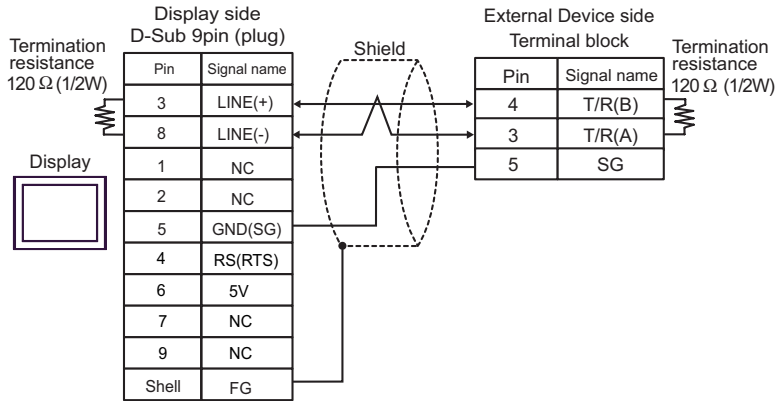 Display side
D-Sub 9pin (plug)
External Device side
Terminal block
Termination
resistance
120 Ω (1/2W)
Shield
Termination
resistance
120 Ω (1/2W)
Display
Pin Signal name
3 LINE(+)
8 LINE(-)
1 NC
2 NC
5 GND(SG)
4 RS(RTS)
6 5V
7 NC
9 NC
Shell FG
Pin Signal name
4 T/R(B)
3 T/R(A)
5 SG